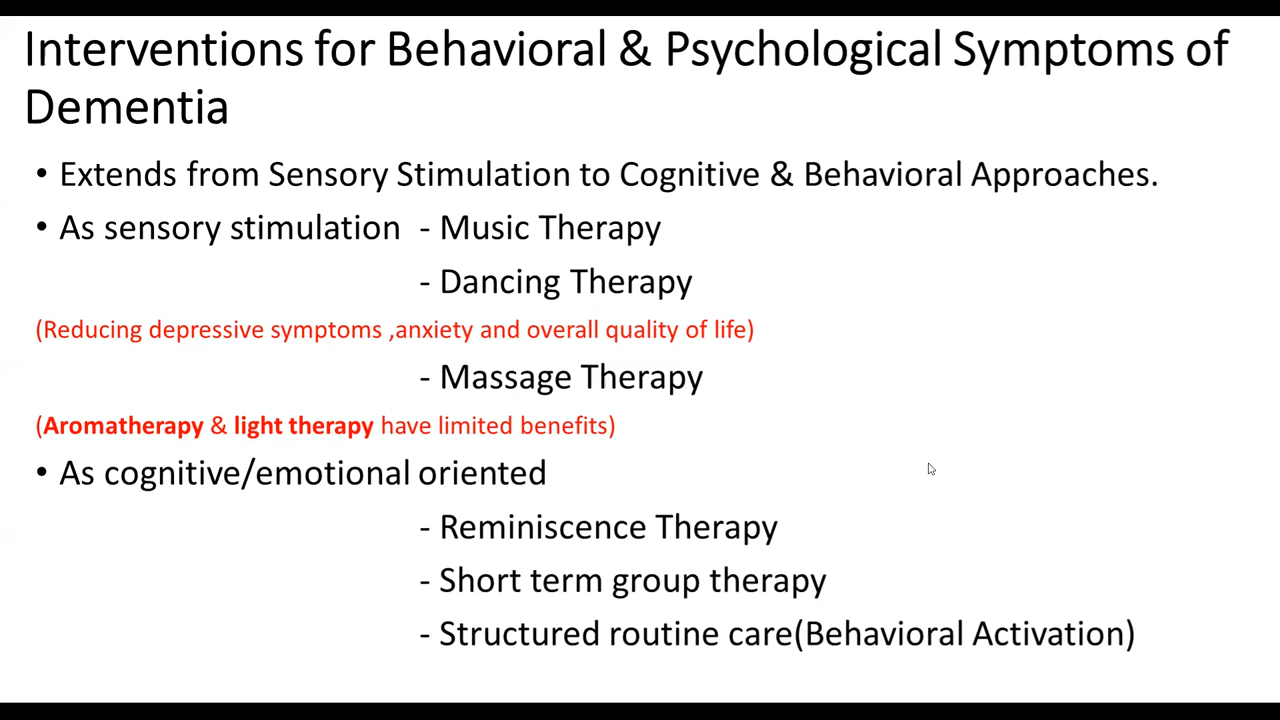 Interventions for Behavioral & Psychological Symptoms of
Dementia
• Extends from Sensory Stimulation to Cognitive & Behavioral Approaches.
• As sensory stimulation - Music Therapy
- Dancing Therapy
(Reducing depressive symptoms ,anxiety and overall quality of life)
- Massage Therapy
(Aromatherapy & light therapy have limited benefits)
• As cognitive/emotional oriented
- Reminiscence Therapy
- Short term group therapy
- Structured routine care(Behavioral Activation)